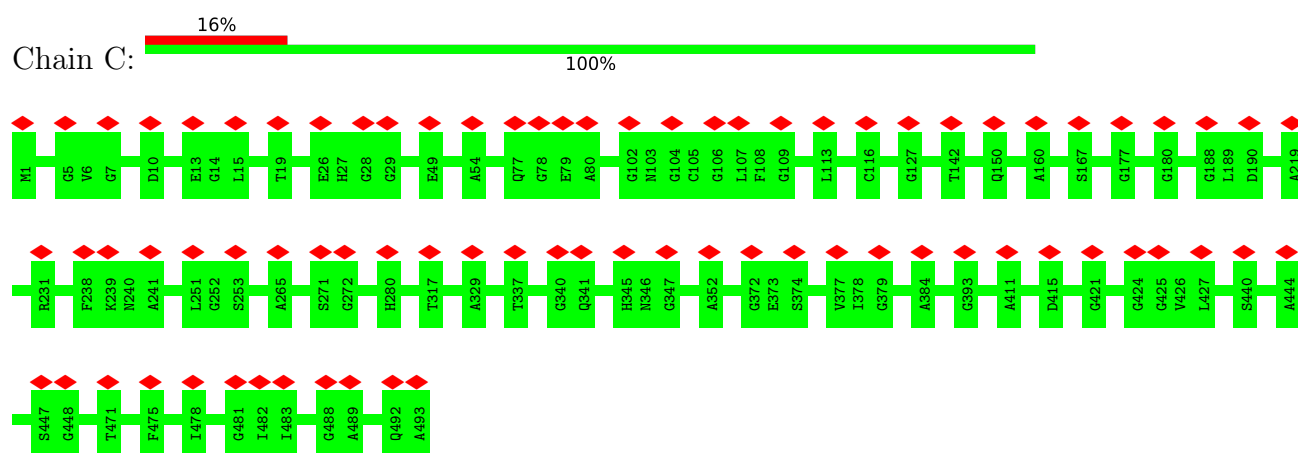 16%
Chain C:
100%
M1 G5 V6 G7 D10 E13 G14 L15 T19 E26 H27 G28 G29 E49 A54 Q77 G78 E79 A80 G102 N103 G104 C105 G106 L107 F108 G109 L113 C116 G127 T142 Q150 A160 S167 G177 G180 G188 L189 D190 A219
R231 F238 K239 N240 A241 L251 G252 S253 A265 S271 G272 H280 T317 A329 T337 G340 Q341 H345 N346 G347 A352 G372 E373 S374 V377 I378 G379 A384 G393 A411 D415 G421 G424 G425 V426 L427 S440 A444
S447 G448 T471 F475 I478 G481 I482 I483 G488 A489 Q492 A493